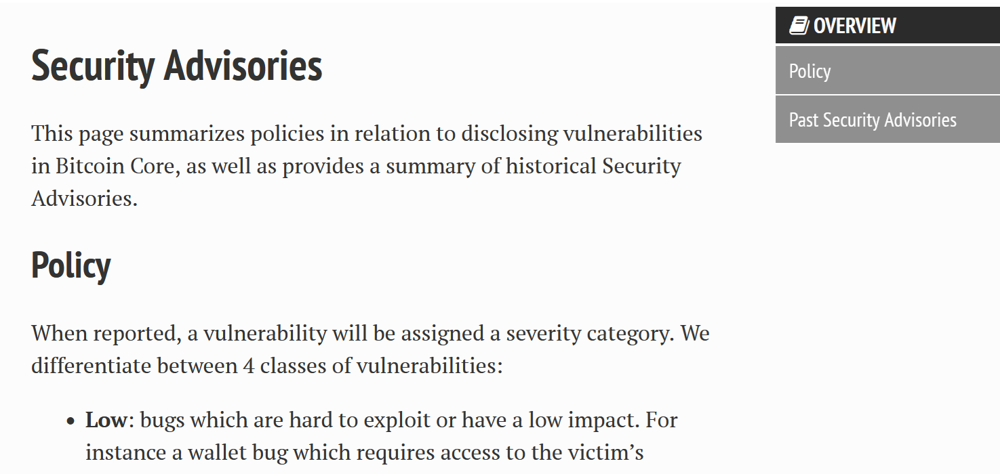 Security Advisories
This page summarizes policies in relation to disclosing vulnerabilities
in Bitcoin Core, as well as provides a summary of historical Security
Advisories.
Policy
When reported, a vulnerability will be assigned a severity category. We
differentiate between 4 classes of vulnerabilities:
• Low: bugs which are hard to exploit or have a low impact. For
instance a wallet bug which requires access to the victim’s
OVERVIEW
Policy
Past Security Advisories